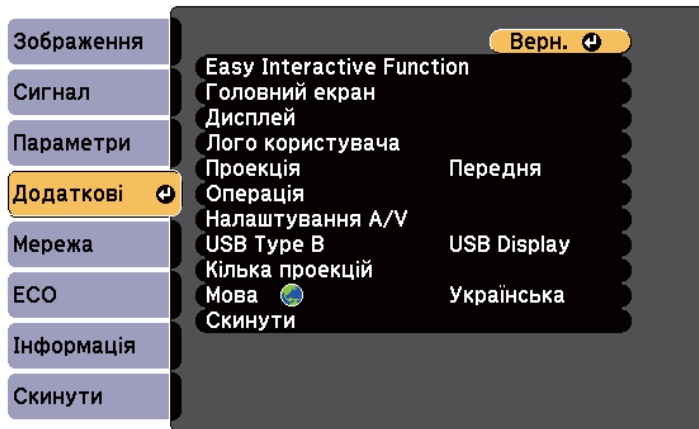 Зображення
Сигнал
Параметри
Додаткові
Мережа
ECO
Інформація
Скинути
Верн.
Easy Interactive Function
Головний екран
Дисплей
Лого користувача
Проекція Передня
Операція
Налаштування A/V
USB Type B USB Display
Кілька проекцій
Мова Українська
Скинути